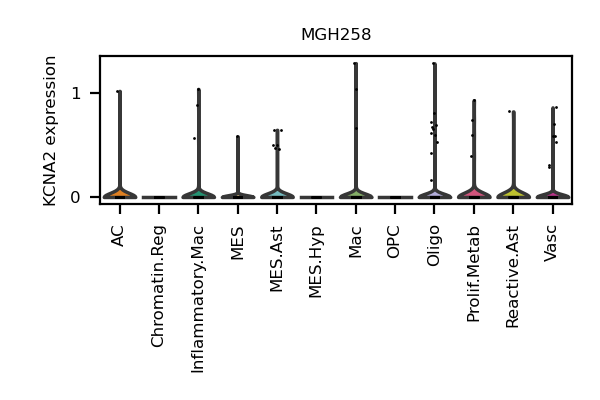 MGH258
KCNA2 expression
1
0
AC
Chromatin.Reg
Inflammatory.Mac
MES
MES.Ast
MES.Hyp
Mac
OPC
Oligo
Prolif.Metab
Reactive.Ast
Vasc